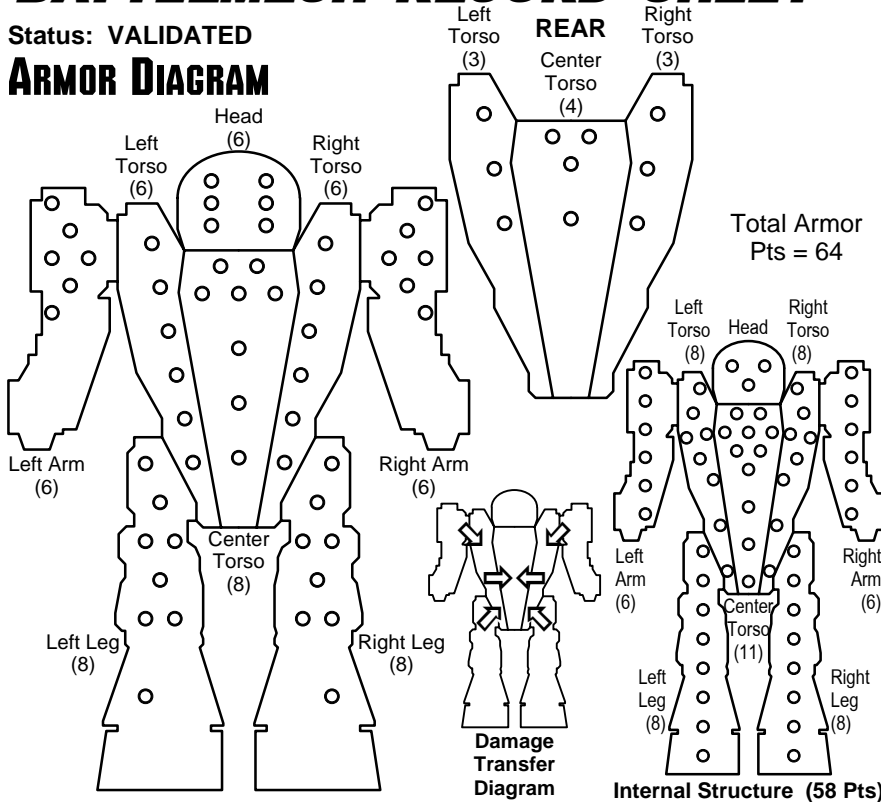 BATTLEMECH RECORD SHEET
Status: VALIDATED
ARMOR DIAGRAM
Head
(6)
Left
Torso
(6)
Right
Torso
(6)
Left Arm
(6)
Right Arm
(6)
Center
Torso
(8)
Left Leg
(8)
Right Leg
(8)
REAR
Left
Torso
(3)
Center
Torso
(4)
Right
Torso
(3)
Total Armor
Pts = 64
Damage
Transfer
Diagram
Left
Torso
(8)
Head
Right
Torso
(8)
Left
Arm
(6)
Right
Arm
(6)
Center
Torso
(11)
Left
Leg
(8)
Right
Leg
(8)
Internal Structure (58 Pts)